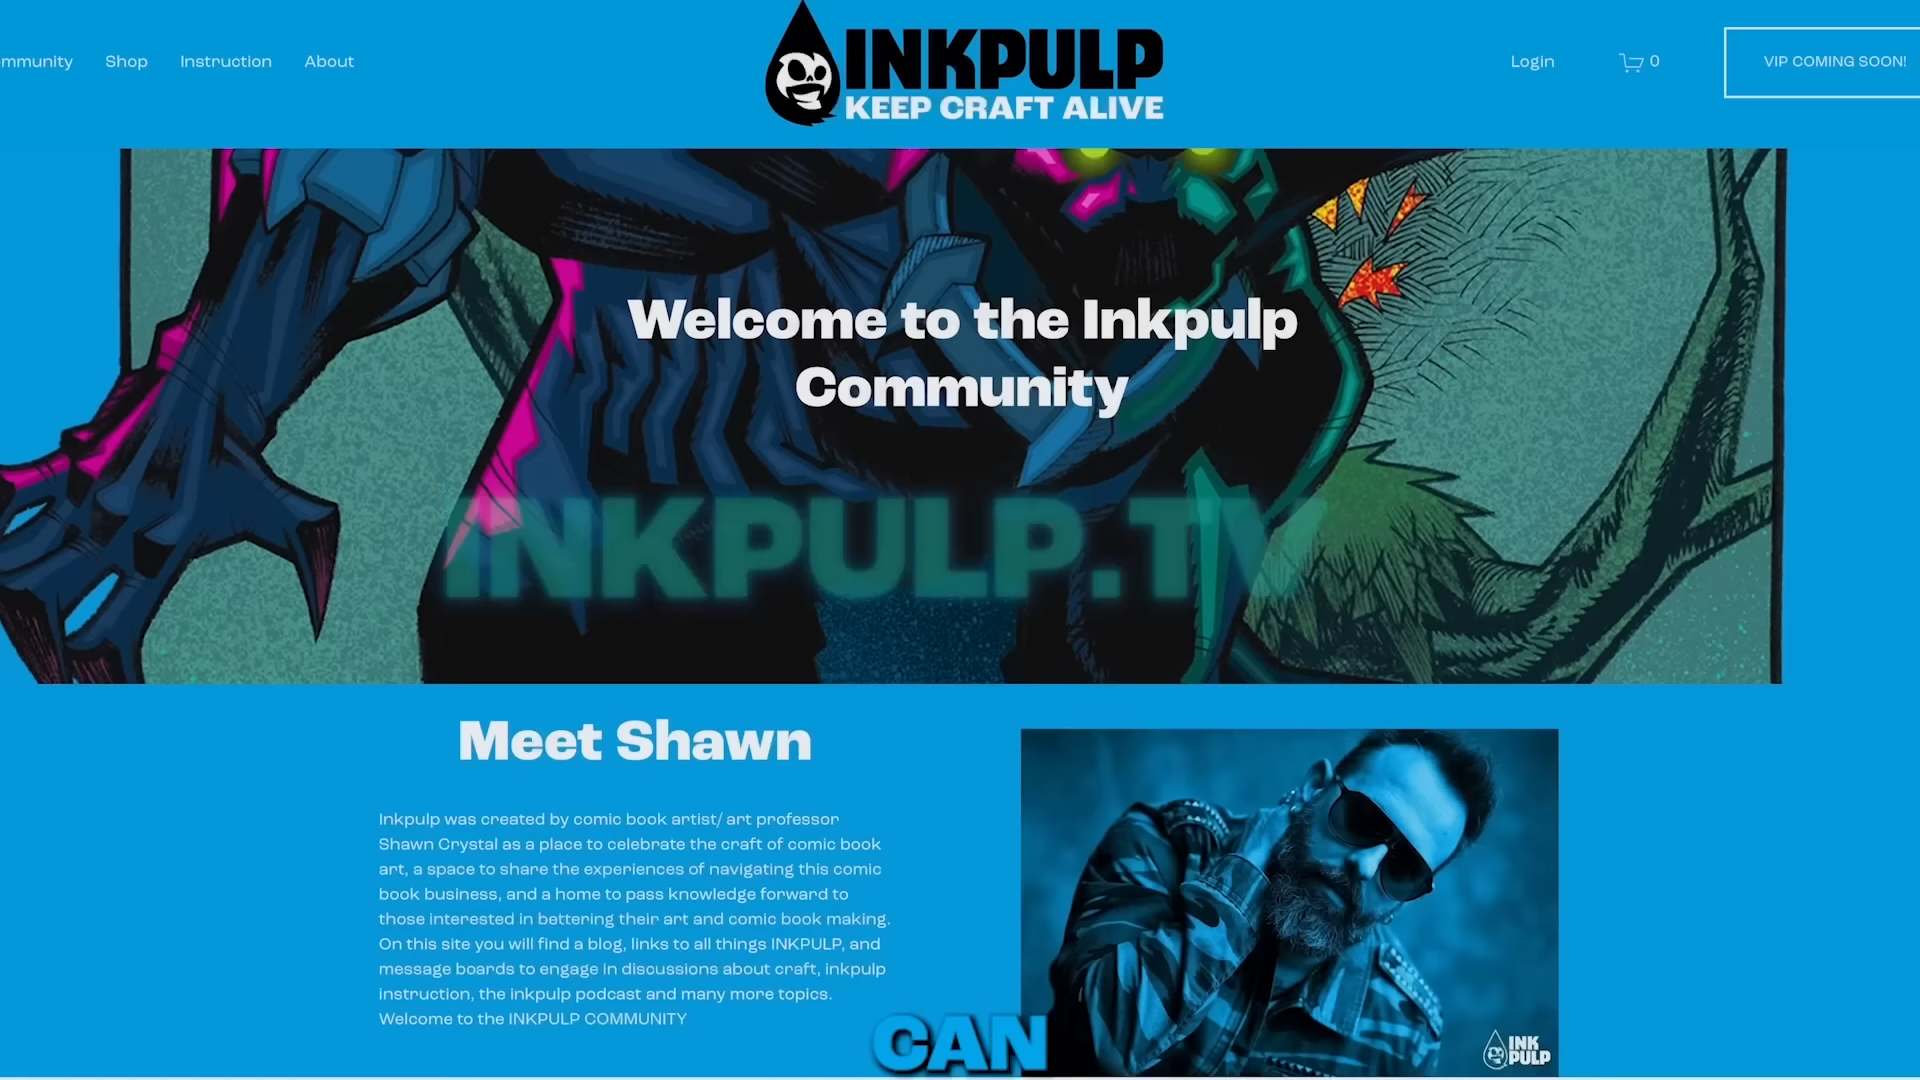 mmunity
Shop
Instruction
About
INKPULP
KEEP CRAFT ALIVE
Login
0
VIP COMING SOON!
Welcome to the Inkpulp
Community
INKPULP.TV
Meet Shawn
Inkpulp was created by comic book artist/ art professor
Shawn Crystal as a place to celebrate the craft of comic book
art, a space to share the experiences of navigating this comic
book business, and a home to pass knowledge forward to
those interested in bettering their art and comic book making.
On this site you will find a blog, links to all things INKPULP, and
message boards to engage in discussions about craft, inkpulp
instruction, the inkpulp podcast and many more topics.
Welcome to the INKPULP COMMUNITY
CAN
INK
PULP